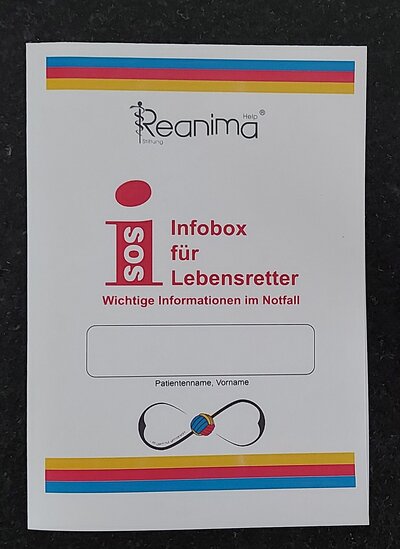 Reanima
Help
®
Stiftung
SOS
i
Infobox
für
Lebensretter
Wichtige Informationen im Notfall
Patientenname, Vorname